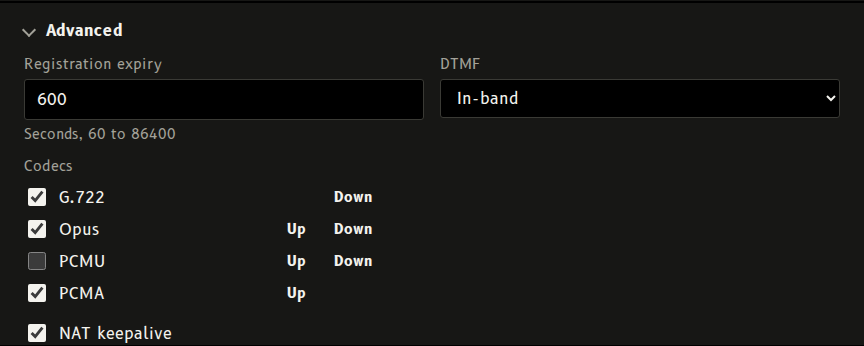 Advanced
Registration expiry DTMF
600 In-band
Seconds, 60 to 86400
Codecs
G.722 Down
Opus Up Down
PCMU Up Down
PCMA Up
NAT keepalive